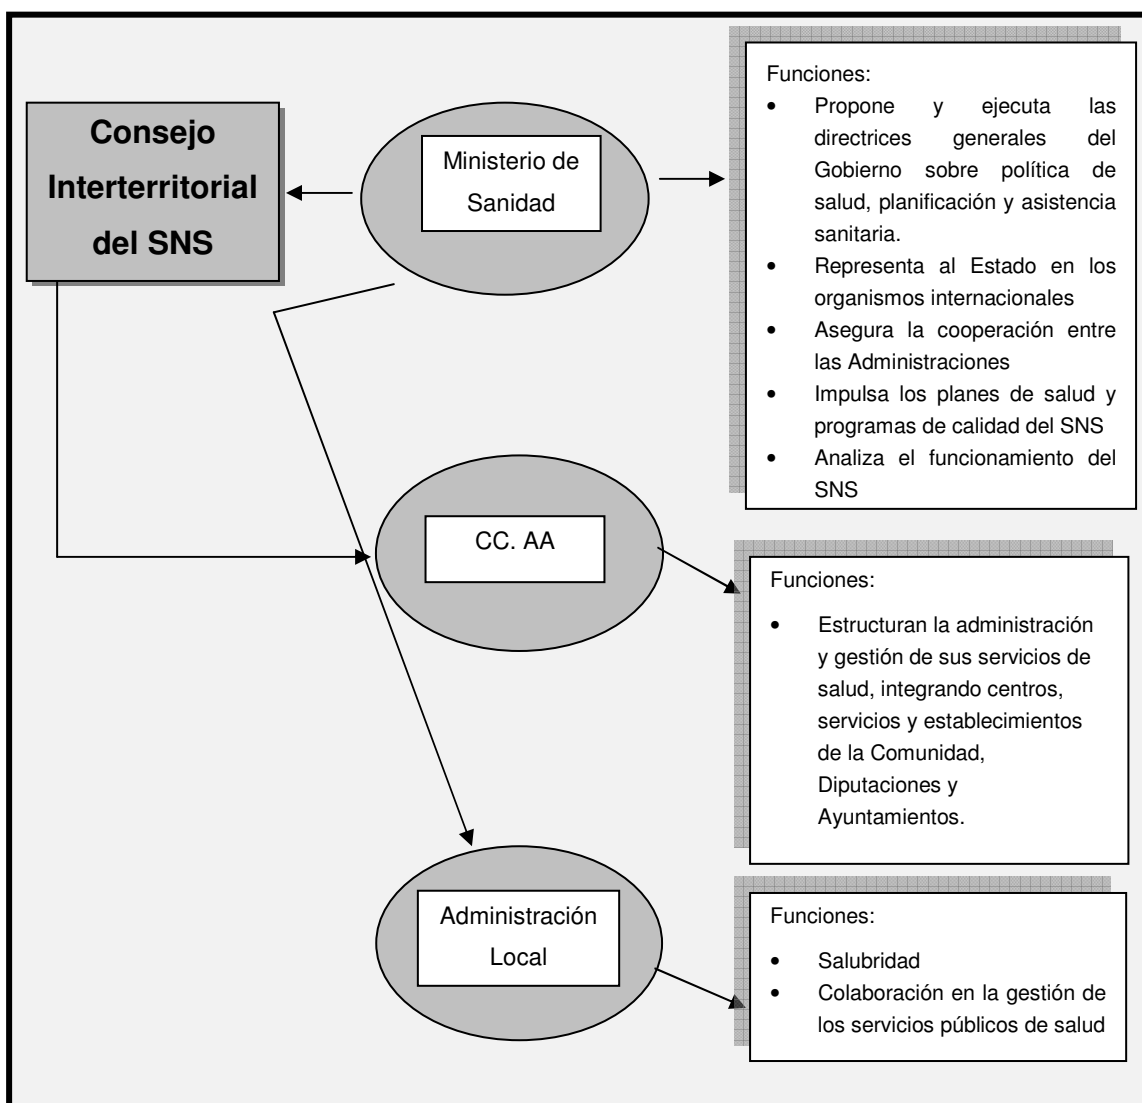 Consejo
Interterritorial
del SNS
Ministerio de
Sanidad
Funciones:
• Propone y ejecuta las
directrices generales del
Gobierno sobre política de
salud, planificación y asistencia
sanitaria.
• Representa al Estado en los
organismos internacionales
• Asegura la cooperación entre
las Administraciones
• Impulsa los planes de salud y
programas de calidad del SNS
• Analiza el funcionamiento del
SNS
CC. AA
Funciones:
• Estructuran la administración
y gestión de sus servicios de
salud, integrando centros,
servicios y establecimientos
de la Comunidad,
Diputaciones y
Ayuntamientos.
Administración
Local
Funciones:
• Salubridad
• Colaboración en la gestión de
los servicios públicos de salud